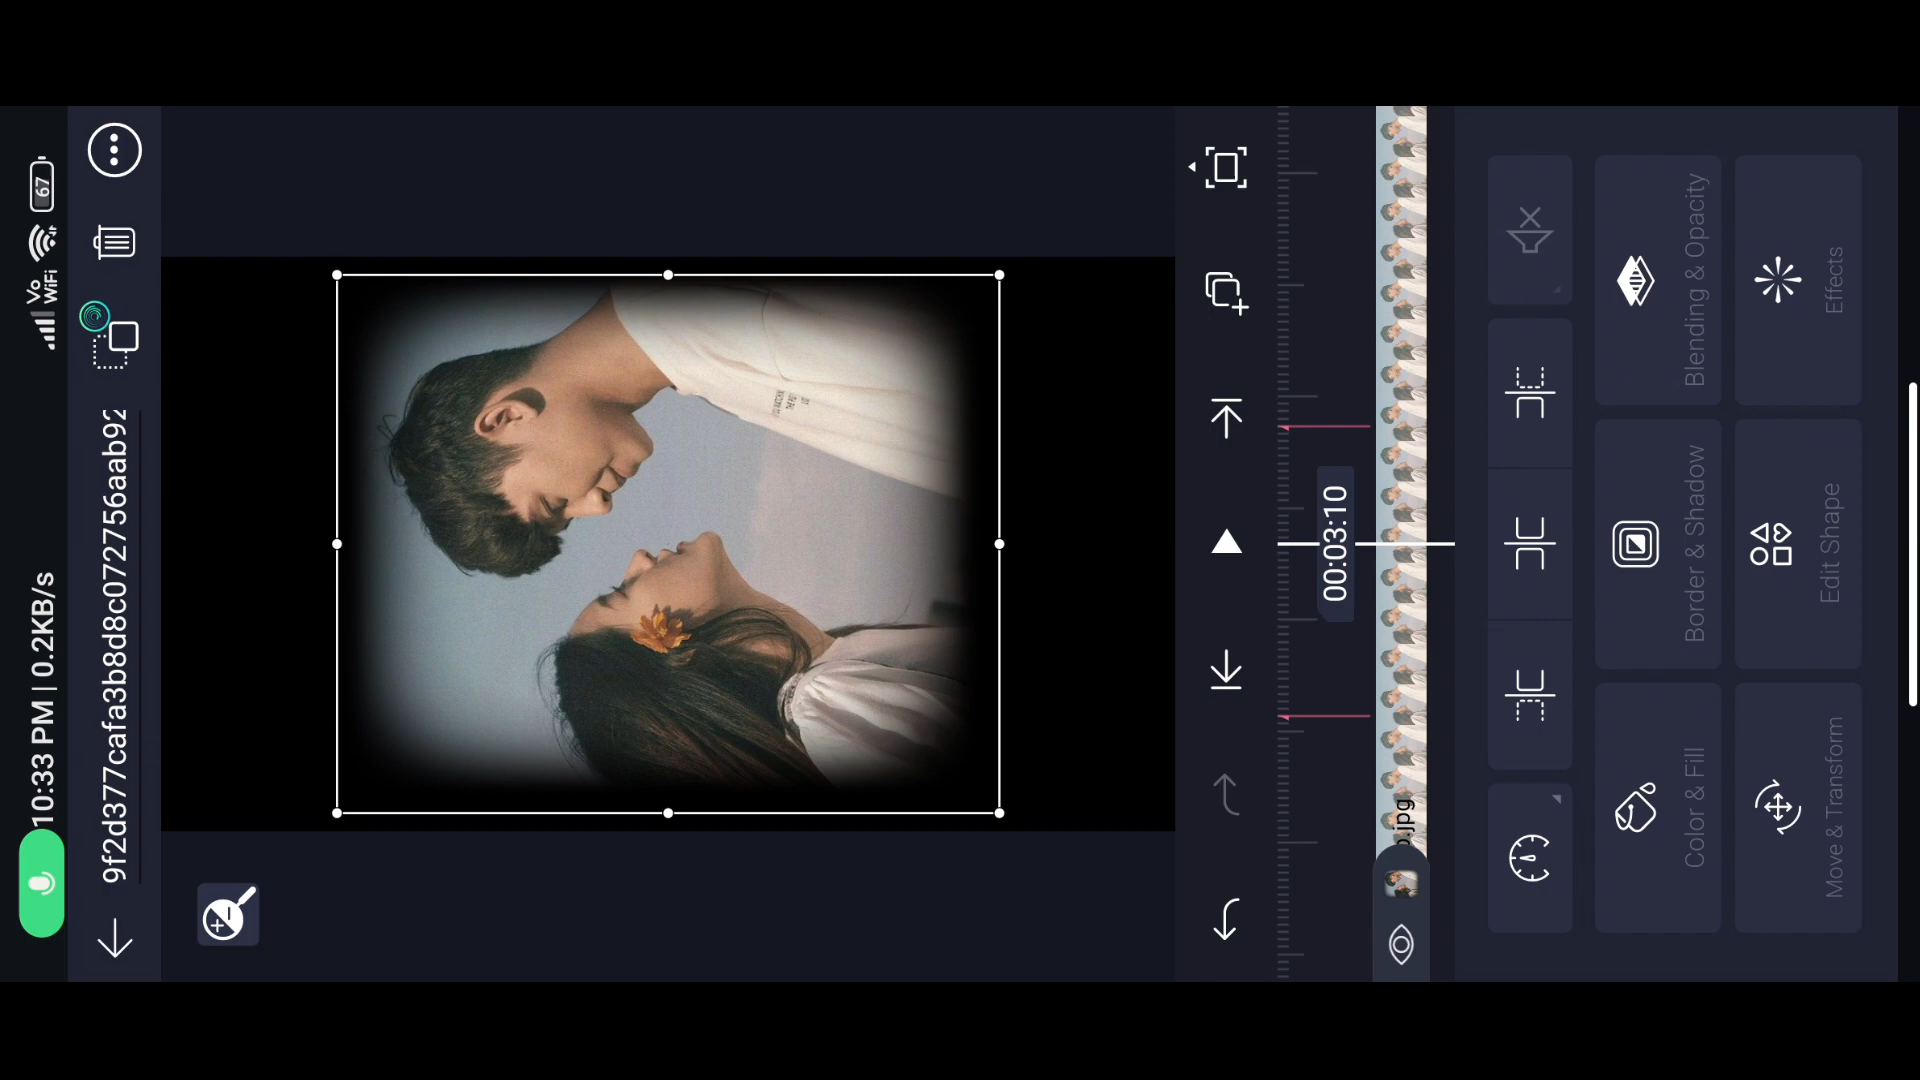 10:33 PM | 0.2KB/s
Vo
WiFi
67
9f2d377cafa3b8d8c072756aab92
00:03:10
.jpg
Color & Fill
Border & Shadow
Blending & Opacity
Move & Transform
Edit Shape
Effects